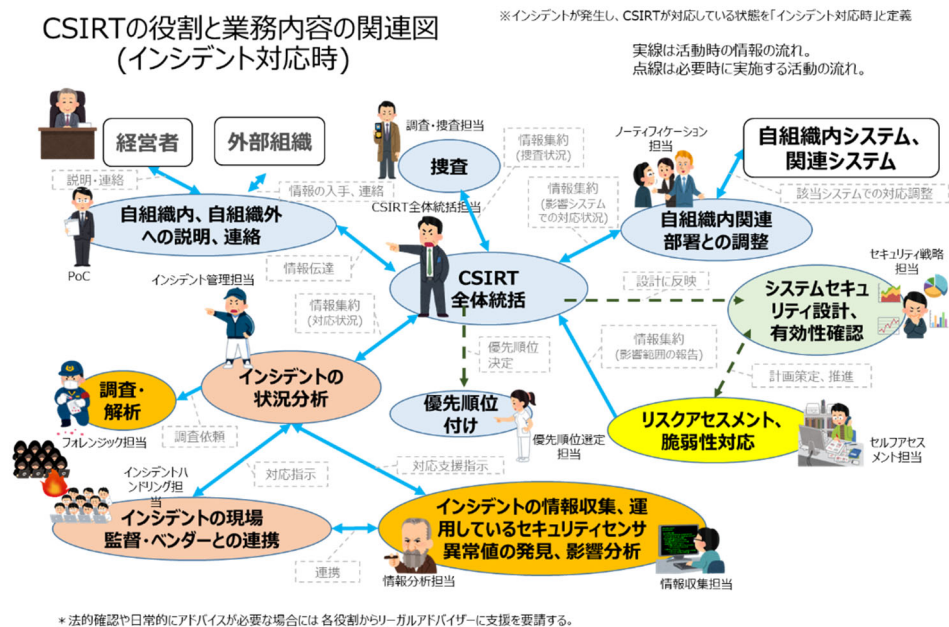 CSIRTの役割と業務内容の関連図
(インシデント対応時)
※インシデントが発生し、CSIRTが対応している状態を「インシデント対応時」と定義
実線は活動時の情報の流れ。
点線は必要時に実施する活動の流れ。
経営者
外部組織
説明・連絡
情報の入手、連絡
自組織内、自組織外
への説明、連絡
PoC
調査・捜査担当
捜査
情報集約
(捜査状況)
CSIRT全体統括担当
ノーティフィケーション
担当
自組織内システム、
関連システム
該当システムでの対応調整
情報集約
(影響システム
での対応状況)
自組織内関連
部署との調整
情報伝達
CSIRT
全体統括
設計に反映
セキュリティ戦略
担当
システムセキュ
リティ設計、
有効性確認
インシデント管理担当
情報集約
(対応状況)
優先順位
決定
情報集約
(影響範囲の報告)
計画策定、推進
インシデントの
状況分析
調査・
解析
フォレンジック担当
調査依頼
優先順位
付け
優先順位選定
担当
リスクアセスメント、
脆弱性対応
セルフアセス
メント担当
対応指示
対応支援指示
インシデントハ
ンドリング担
当
インシデントの現場
監督・ベンダーとの連携
連携
インシデントの情報収集、運
用しているセキュリティセンサ
異常値の発見、影響分析
情報分析担当
情報収集担当
* 法的確認や日常的にアドバイスが必要な場合には 各役割からリーガルアドバイザーに支援を要請する。